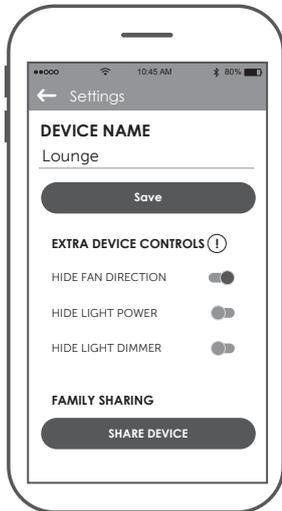 10:45 AM 80%
Settings
DEVICE NAME
Lounge
Save
EXTRA DEVICE CONTROLS !
HIDE FAN DIRECTION
HIDE LIGHT POWER
HIDE LIGHT DIMMER
FAMILY SHARING
SHARE DEVICE